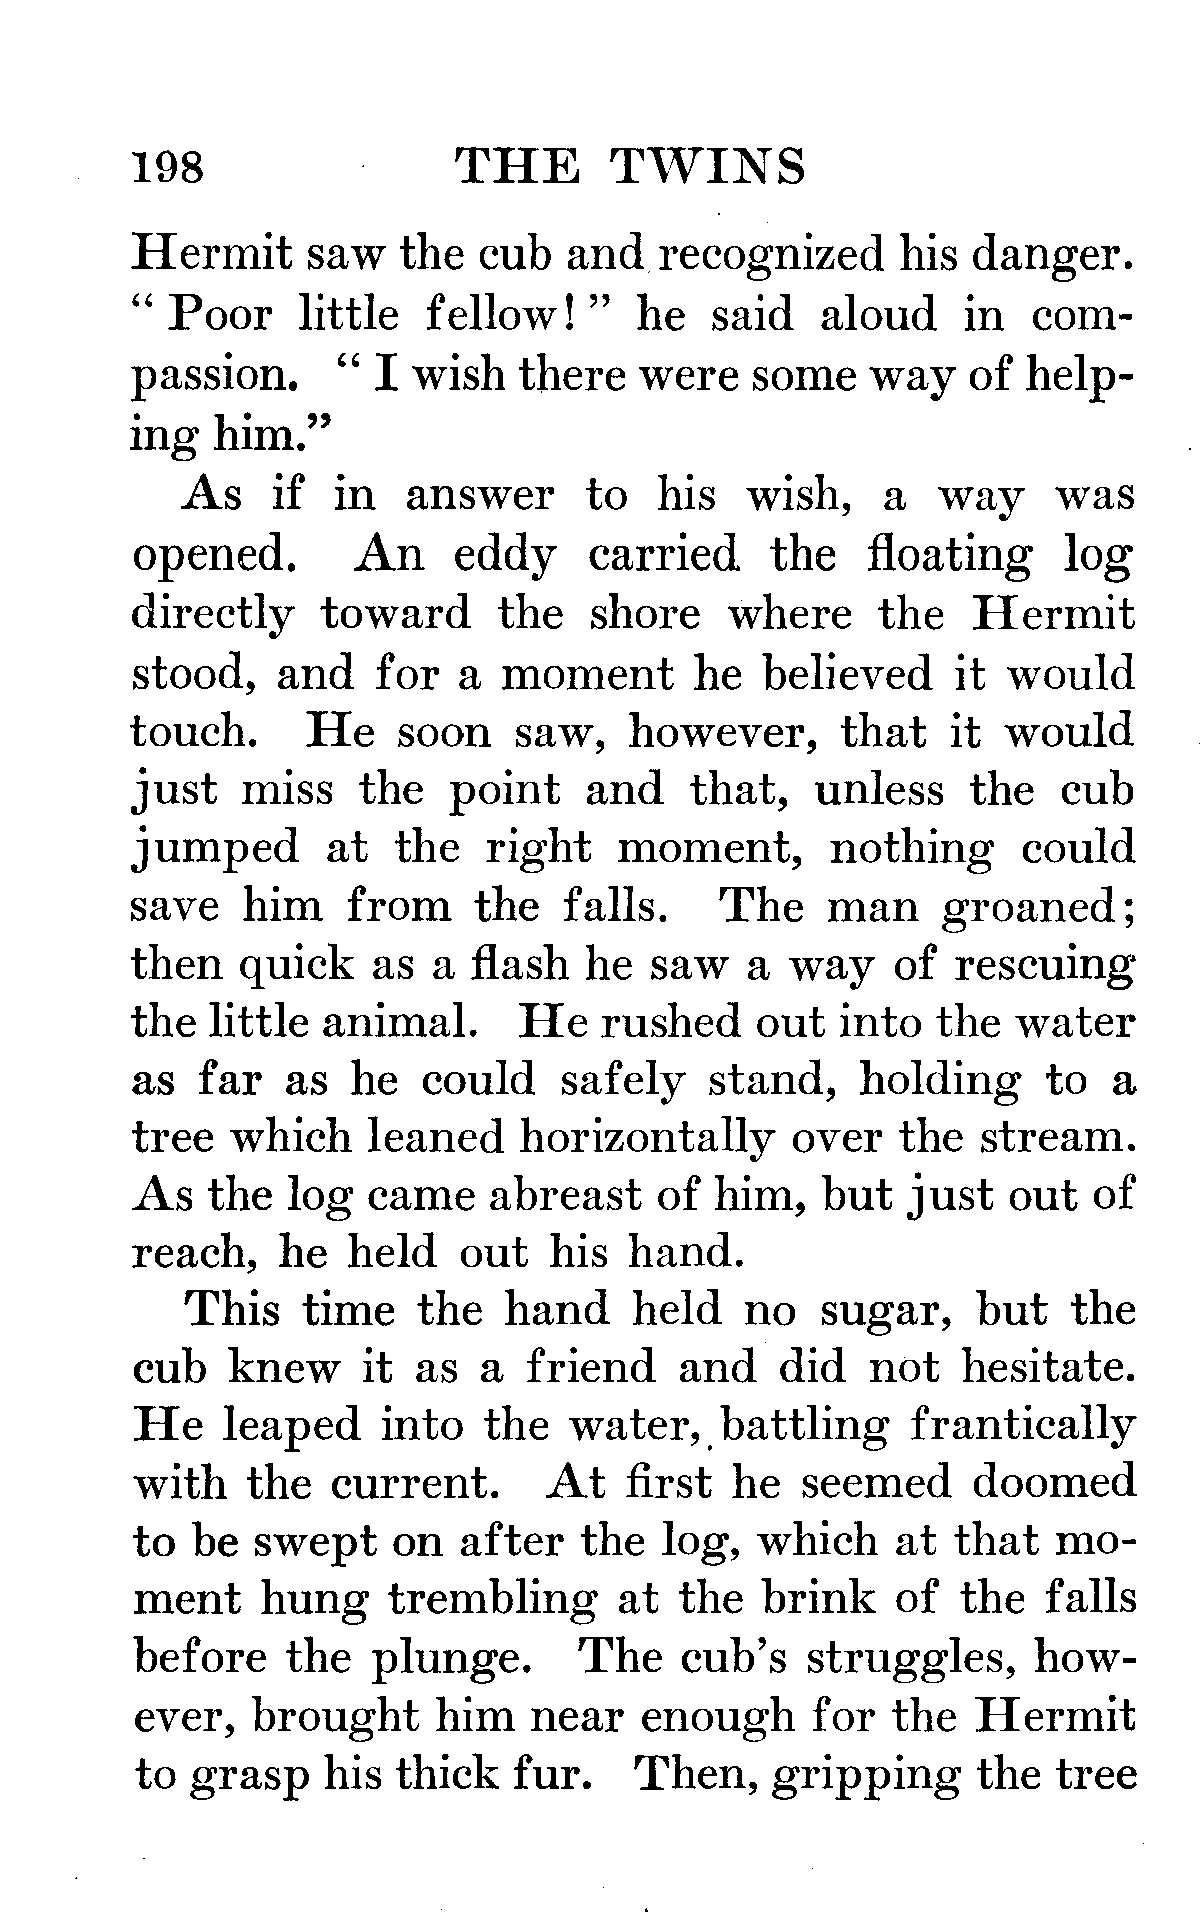 198 THE TWINS
Hermit saw the cub and recognized his danger.
“ Poor little fellow! ” he said aloud in com-
passion. “ I wish there were some way of help-
ing him.”
As if in answer to his wish, a way was
opened. An eddy carried the floating log
directly toward the shore where the Hermit
stood, and for a moment he believed it would
touch. He soon saw, however, that it would
just miss the point and that, unless the cub
jumped at the right moment, nothing could
save him from the falls. The man groaned;
then quick as a flash he saw a way of rescuing
the little animal. He rushed out into the water
as far as he could safely stand, holding to a
tree which leaned horizontally over the stream.
As the log came abreast of him, but just out of
reach, he held out his hand.
This time the hand held no sugar, but the
cub knew it as a friend and did not hesitate.
He leaped into the water, battling frantically
with the current. At first he seemed doomed
to be swept on after the log, which at that mo-
ment hung trembling at the brink of the falls
before the plunge. The cub’s struggles, how-
ever, brought him near enough for the Hermit
to grasp his thick fur. Then, gripping the tree